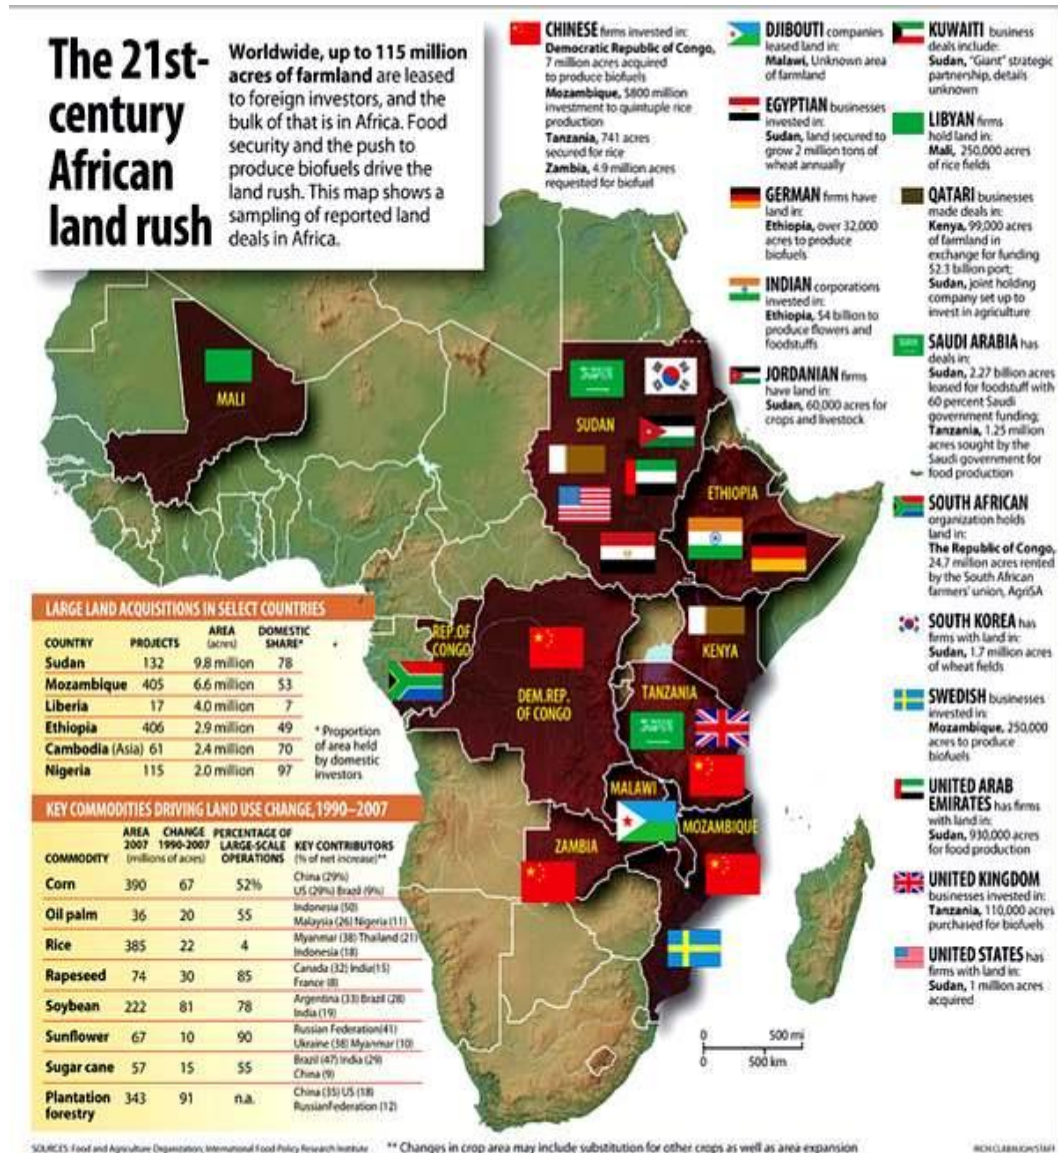 The 21st-
century
African
land rush
Worldwide, up to 115 million
acres of farmland are leased
to foreign investors, and the
bulk of that is in Africa. Food
security and the push to
produce biofuels drive the
land rush. This map shows a
sampling of reported land
deals in Africa.
CHINESE firms invested in:
Democratic Republic of Congo,
7 million acres acquired
to produce biofuels
Mozambique, $800 million
investment to quintuple rice
production
Tanzania, 741 acres
secured for rice
Zambia, 4.9 million acres
requested for biofuel
DJIBOUTI companies
leased land in:
Malawi, Unknown area
of farmland
EGYPTIAN businesses
invested in:
Sudan, land secured to
grow 2 million tons of
wheat annually
GERMAN firms have
land in:
Ethiopia, over 32,000
acres to produce
biofuels
INDIAN corporations
invested in:
Ethiopia, $4 billion to
produce flowers and
foodstuffs
JORDANIAN firms
have land in:
Sudan, 60,000 acres for
crops and livestock
KUWAITI business
deals include:
Sudan, "Giant" strategic
partnership, details
unknown
LIBYAN firms
hold land in:
Mali, 250,000 acres
of rice fields
QATARI businesses
made deals in:
Kenya, 99,000 acres
of farmland in
exchange for funding
$2.3 billion port;
Sudan, joint holding
company set up to
invest in agriculture
SAUDI ARABIA has
deals in:
Sudan, 2.27 billion acres
leased for foodstuff with
60 percent Saudi
government funding;
Tanzania, 1.25 million
acres sought by the
Saudi government for
food production
SOUTH AFRICAN
organization holds
land in:
The Republic of Congo,
24.7 million acres rented
by the South African
farmers' union, AgriSA
SOUTH KOREA has
firms with land in:
Sudan, 1.7 million acres
of wheat fields
SWEDISH businesses
invested in:
Mozambique, 250,000
acres to produce
biofuels
UNITED ARAB
EMIRATES has firms
with land in:
Sudan, 930,000 acres
for food production
UNITED KINGDOM
businesses invested in:
Tanzania, 110,000 acres
purchased for biofuels
UNITED STATES has
firms with land in:
Sudan, 1 million acres
acquired
MALI
SUDAN
ETHIOPIA
REP. OF
CONGO
DEM. REP.
OF CONGO
KENYA
TANZANIA
MALAWI
MOZAMBIQUE
ZAMBIA
0 500 mi
0 500 km
LARGE LAND ACQUISITIONS IN SELECT COUNTRIES
COUNTRY PROJECTS AREA (acres) DOMESTIC SHARE*
Sudan 132 9.8 million 78
Mozambique 405 6.6 million 53
Liberia 17 4.0 million 7
Ethiopia 406 2.9 million 49
Cambodia (Asia) 61 2.4 million 70
Nigeria 115 2.0 million 97
* Proportion
of area held
by domestic
investors
KEY COMMODITIES DRIVING LAND USE CHANGE, 1990–2007
COMMODITY AREA 2007 CHANGE 1990-2007 (millions of acres) PERCENTAGE OF LARGE-SCALE OPERATIONS KEY CONTRIBUTORS (% of net increase)**
Corn 390 67 52% China (29%)
US (29%) Brazil (9%)
Oil palm 36 20 55 Indonesia (50)
Malaysia (26) Nigeria (11)
Rice 385 22 4 Myanmar (38) Thailand (21)
Indonesia (18)
Rapeseed 74 30 85 Canada (32) India(15)
France (8)
Soybean 222 81 78 Argentina (33) Brazil (28)
India (19)
Sunflower 67 10 90 Russian Federation(41)
Ukraine (38) Myanmar (10)
Sugar cane 57 15 55 Brazil (47) India (29)
China (9)
Plantation forestry 343 91 n.a. China (35) US (18)
RussianFederation (12)
SOURCES: Food and Agriculture Organization; International Food Policy Research Institute
** Changes in crop area may include substitution for other crops as well as area expansion
RICH CLABAUGH/STAFF